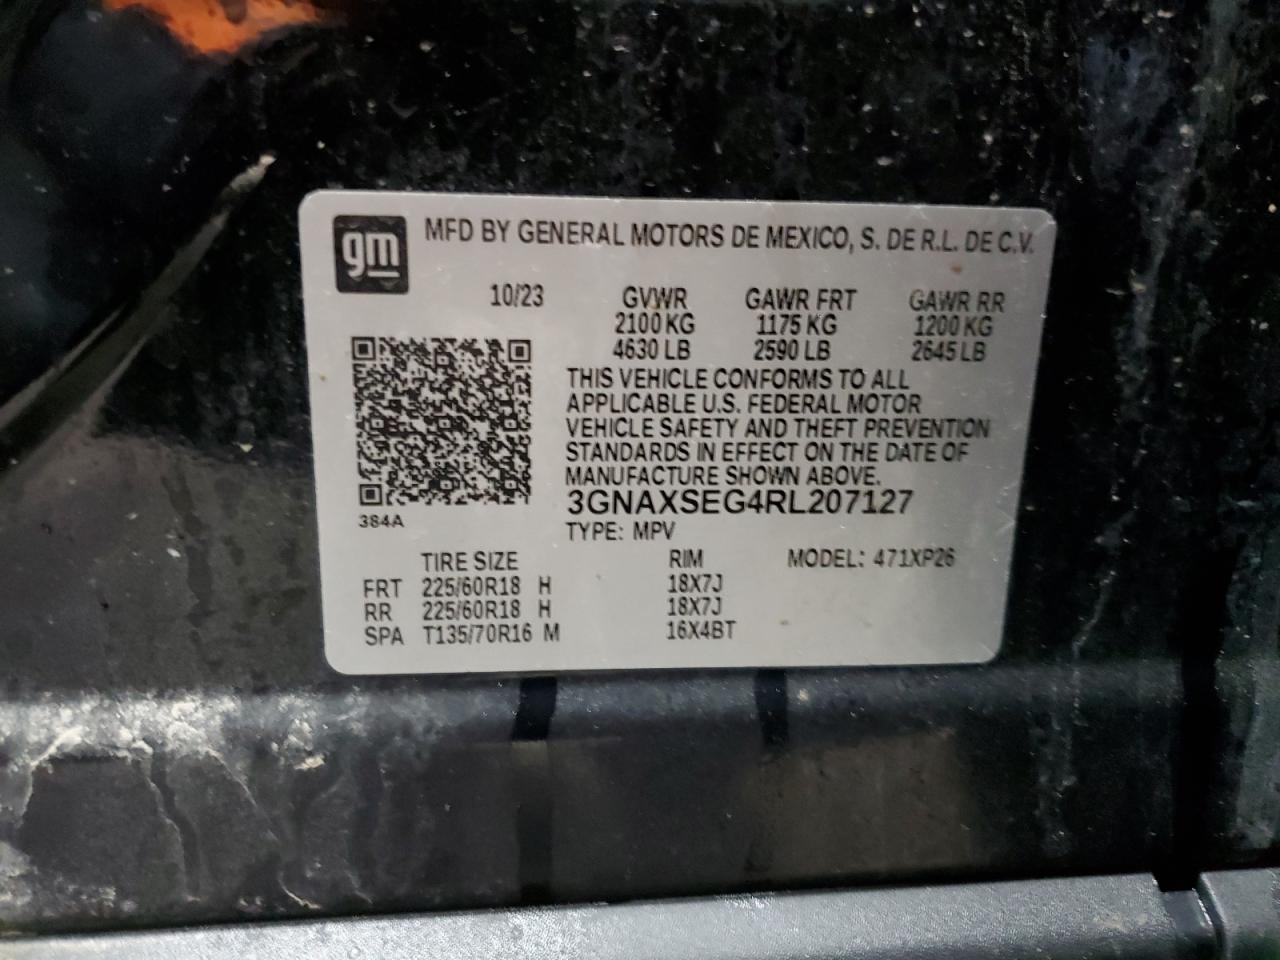 gm
MFD BY GENERAL MOTORS DE MEXICO, S. DE R.L. DE C.V.
10/23 GVWR GAWR FRT GAWR RR
2100 KG 1175 KG 1200 KG
4630 LB 2590 LB 2645 LB
THIS VEHICLE CONFORMS TO ALL
APPLICABLE U.S. FEDERAL MOTOR
VEHICLE SAFETY AND THEFT PREVENTION
STANDARDS IN EFFECT ON THE DATE OF
MANUFACTURE SHOWN ABOVE.
3GNAXSEG4RL207127
384A
TYPE: MPV
TIRE SIZE RIM MODEL: 471XP26
FRT 225/60R18 H 18X7J
RR 225/60R18 H 18X7J
SPA T135/70R16 M 16X4BT